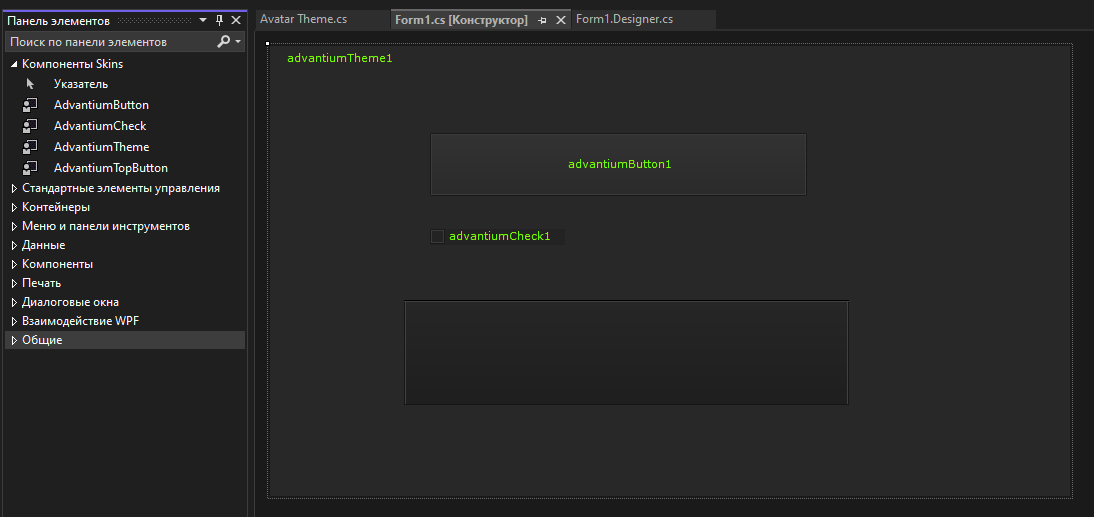 Панель элементов
Поиск по панели элементов
Компоненты Skins
Указатель
AdvantiumButton
AdvantiumCheck
AdvantiumTheme
AdvantiumTopButton
Стандартные элементы управления
Контейнеры
Меню и панели инструментов
Данные
Компоненты
Печать
Диалоговые окна
Взаимодействие WPF
Общие
Avatar Theme.cs
Form1.cs [Конструктор]
Form1.Designer.cs
advantiumTheme1
advantiumButton1
advantiumCheck1